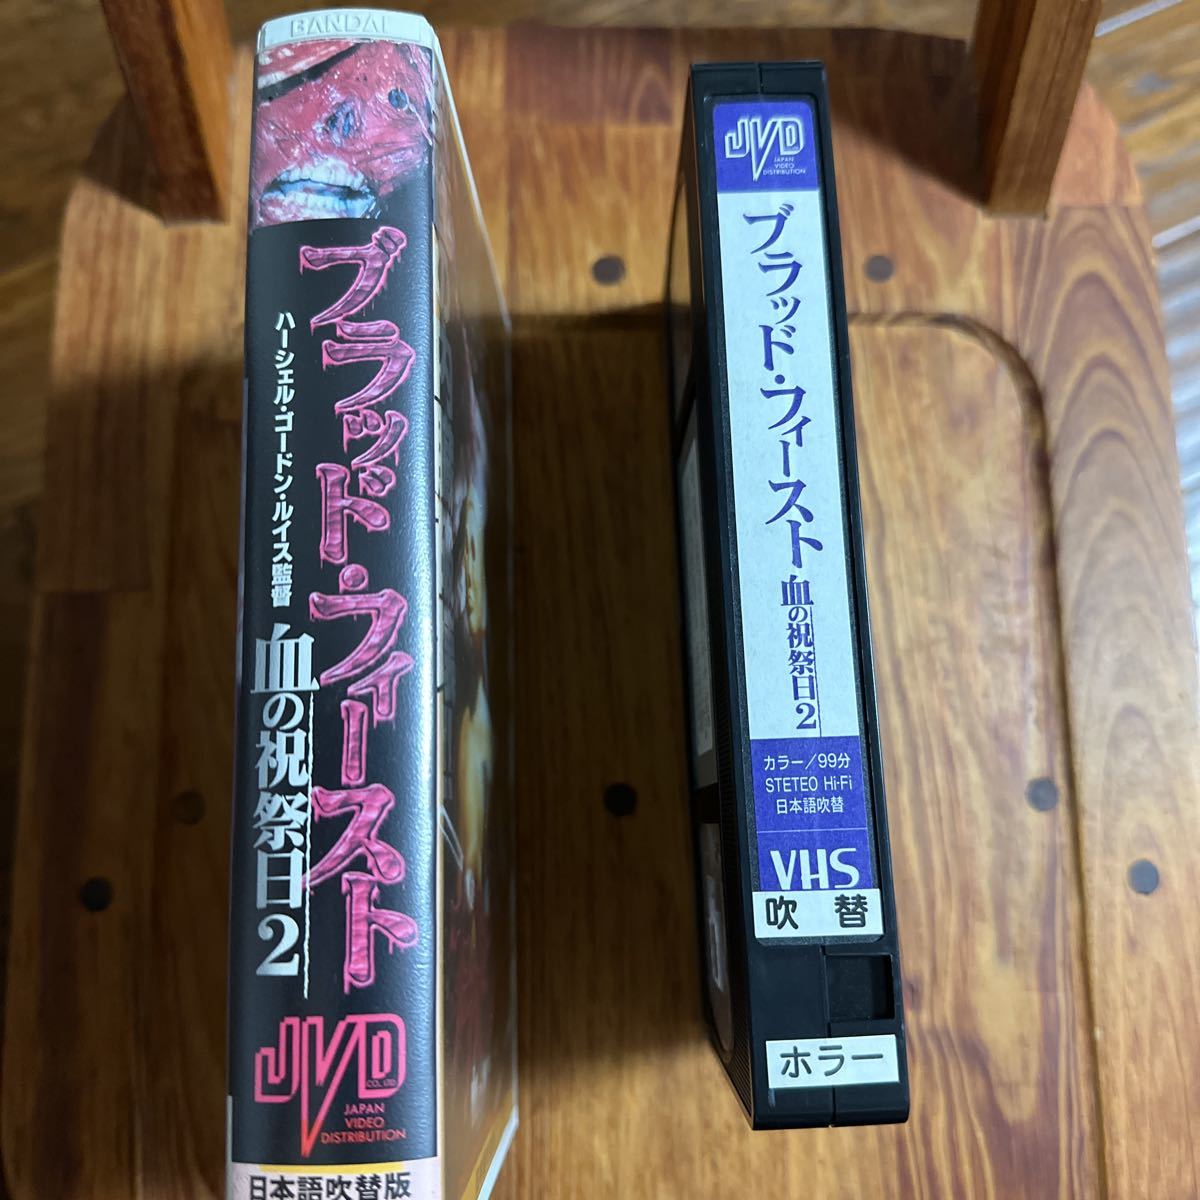 BANDAI
ブラッド・フィースト
ハーシェル・ゴードン・ルイス監督
血の祝祭日2
JVD
CO., LTD.
JAPAN
VIDEO
DISTRIBUTION
日本語吹替版
JVD
JAPAN
VIDEO
DISTRIBUTION
ブラッド・フィースト
血の祝祭日2
カラー/99分
STETEO Hi-Fi
日本語吹替
VHS
吹替
ホラー